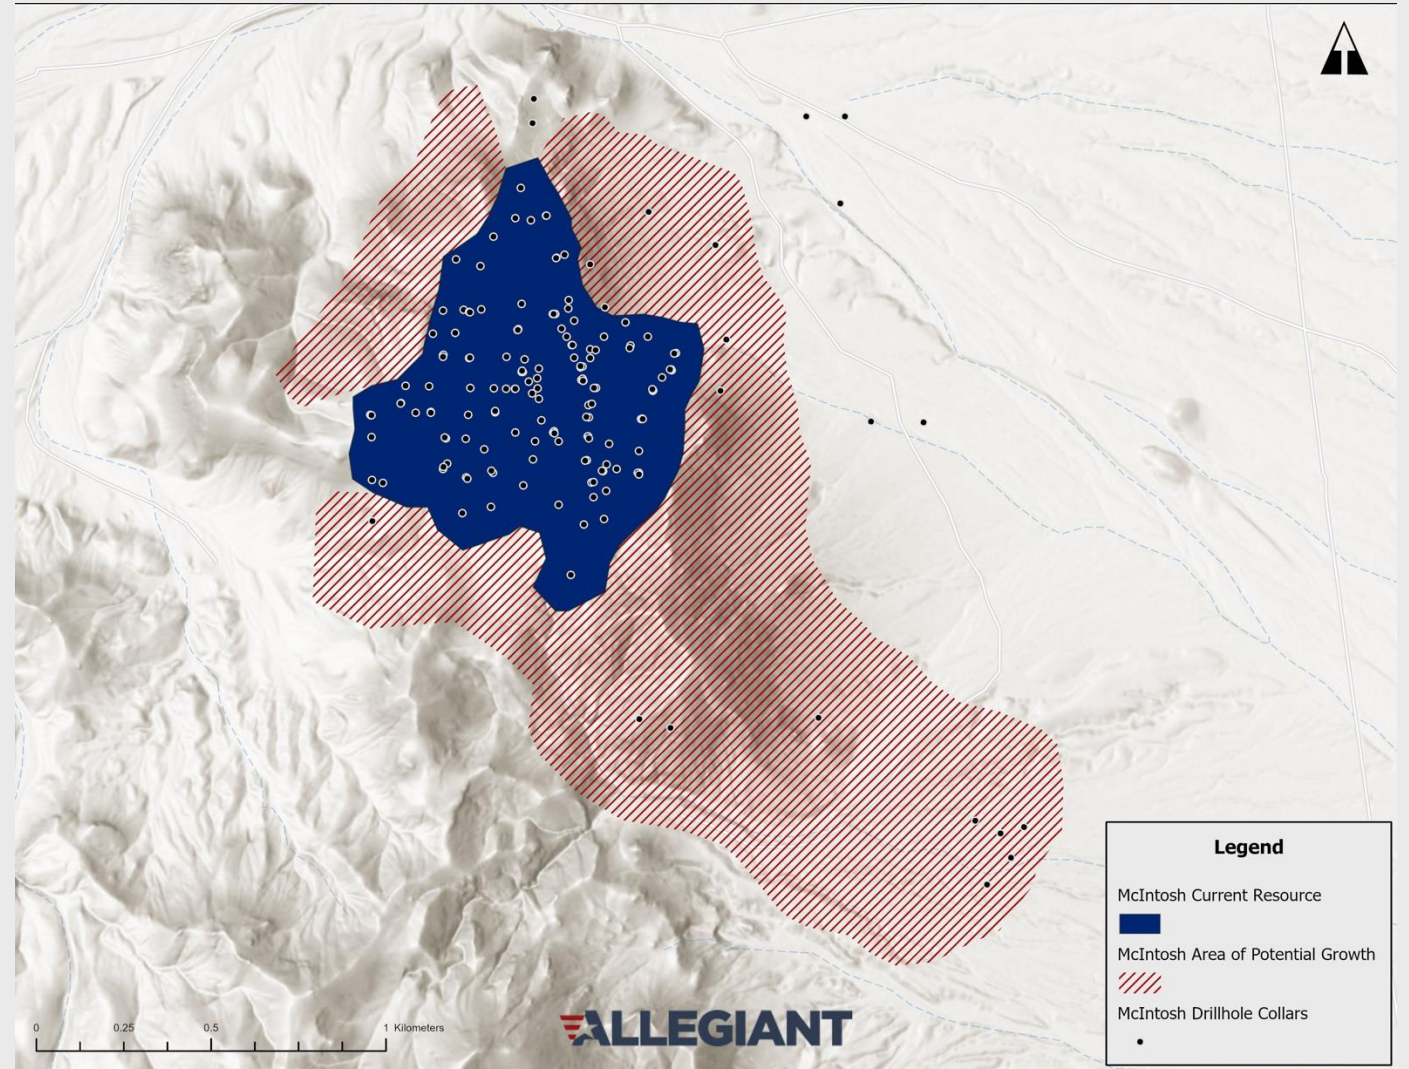 Legend
McIntosh Current Resource
McIntosh Area of Potential Growth
McIntosh Drillhole Collars
0 0.25 0.5 1 Kilometers
ALLEGIANT